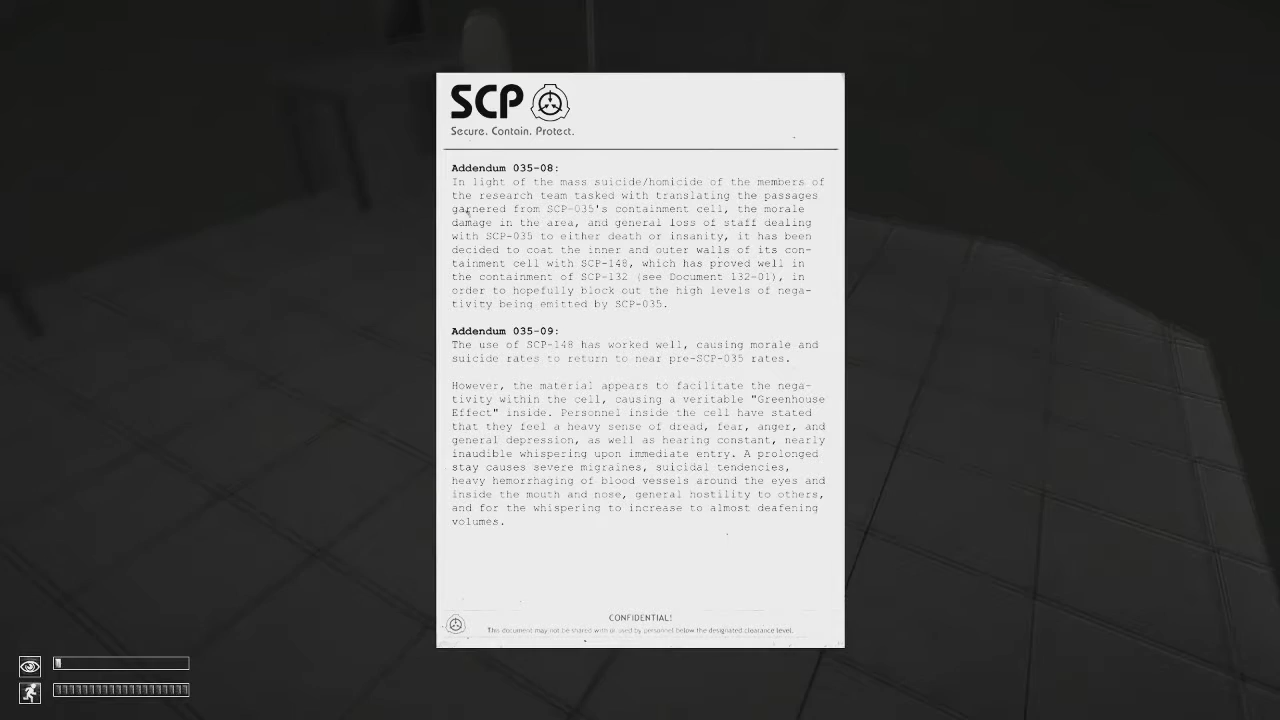 SCP
Secure. Contain. Protect.
Addendum 035-08:
In light of the mass suicide/homicide of the members of
the research team tasked with translating the passages
garnered from SCP-035's containment cell, the morale
damage in the area, and general loss of staff dealing
with SCP-035 to either death or insanity, it has been
decided to coat the inner and outer walls of its con-
tainment cell with SCP-148, which has proved well in
the containment of SCP-132 (see Document 132-01), in
order to hopefully block out the high levels of nega-
tivity being emitted by SCP-035.
Addendum 035-09:
The use of SCP-148 has worked well, causing morale and
suicide rates to return to near pre-SCP-035 rates.
However, the material appears to facilitate the nega-
tivity within the cell, causing a veritable "Greenhouse
Effect" inside. Personnel inside the cell have stated
that they feel a heavy sense of dread, fear, anger, and
general depression, as well as hearing constant, nearly
inaudible whispering upon immediate entry. A prolonged
stay causes severe migraines, suicidal tendencies,
heavy hemorrhaging of blood vessels around the eyes and
inside the mouth and nose, general hostility to others,
and for the whispering to increase to almost deafening
volumes.
CONFIDENTIAL!
This document may not be shared with or used by personnel below the designated clearance level.